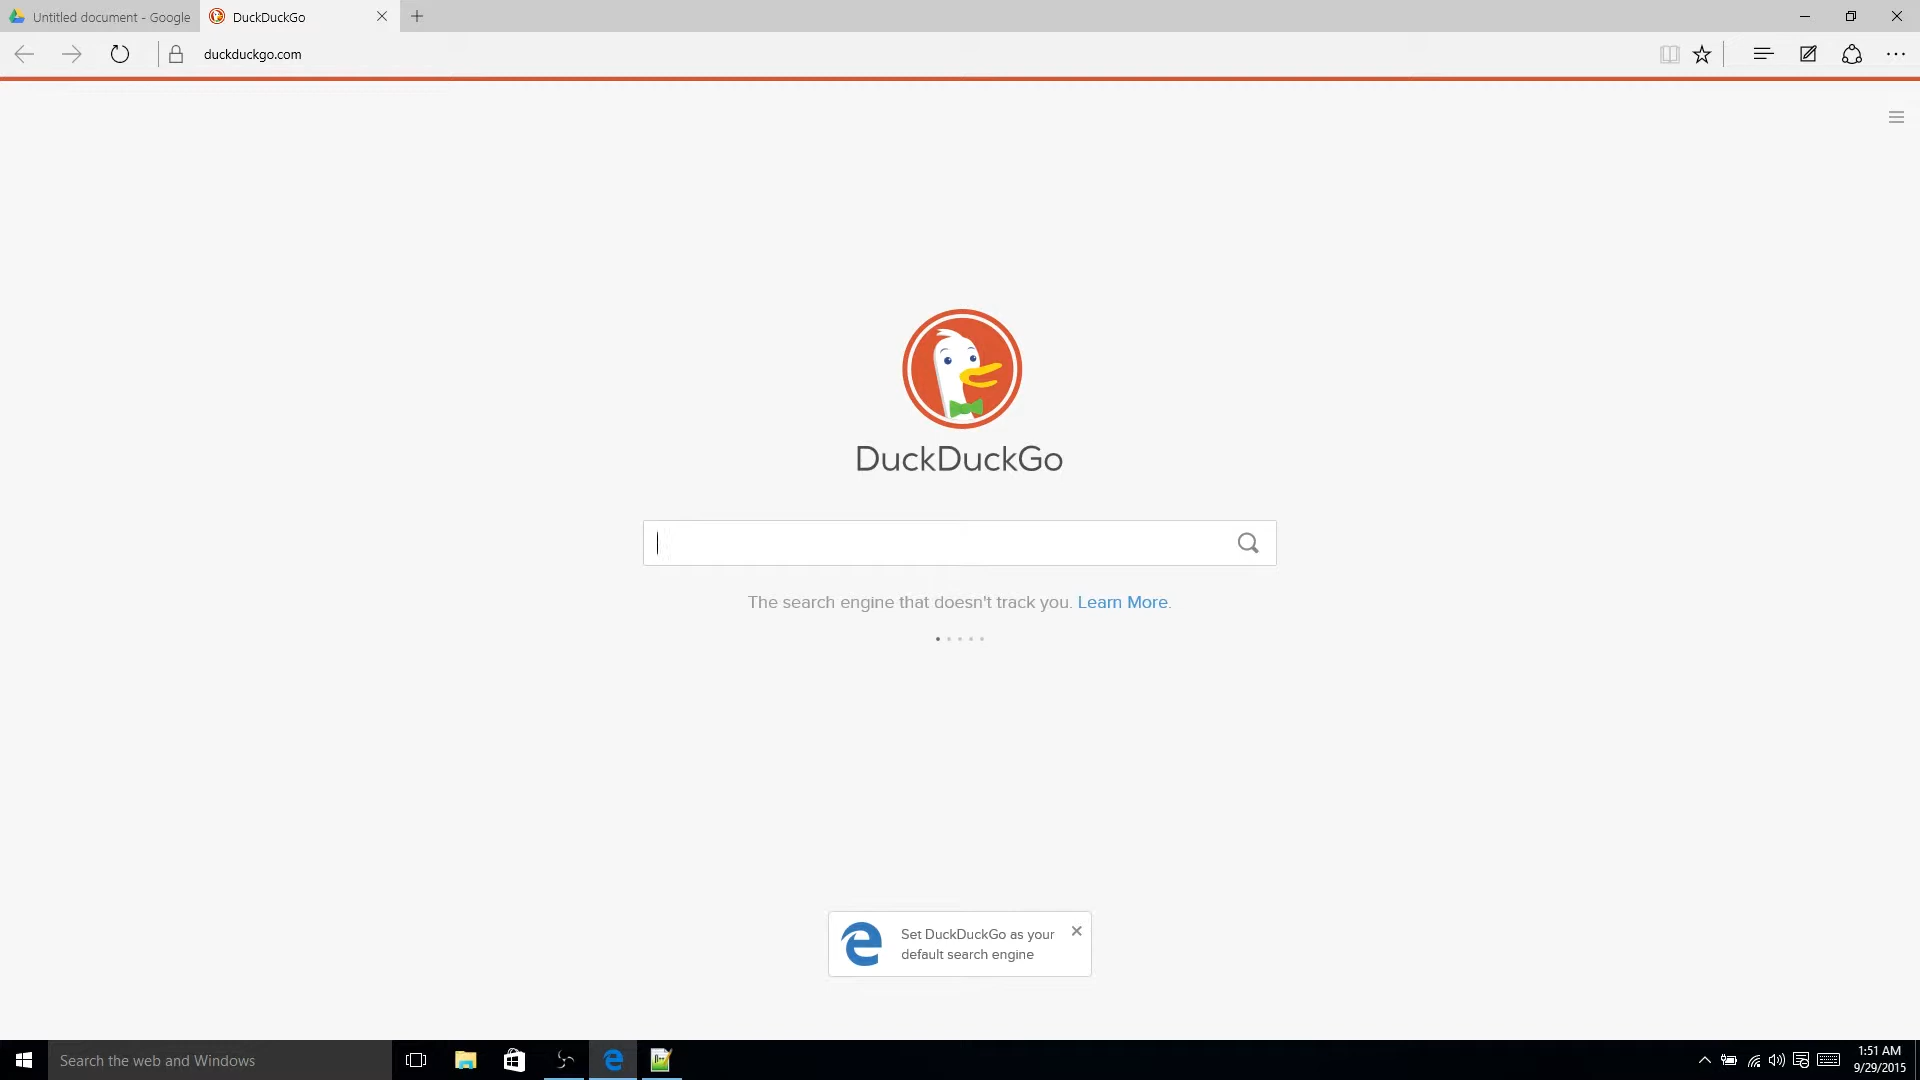 Untitled document - Google
DuckDuckGo
duckduckgo.com
DuckDuckGo
The search engine that doesn't track you. Learn More.
Set DuckDuckGo as your
default search engine
Search the web and Windows
1:51 AM
9/29/2015